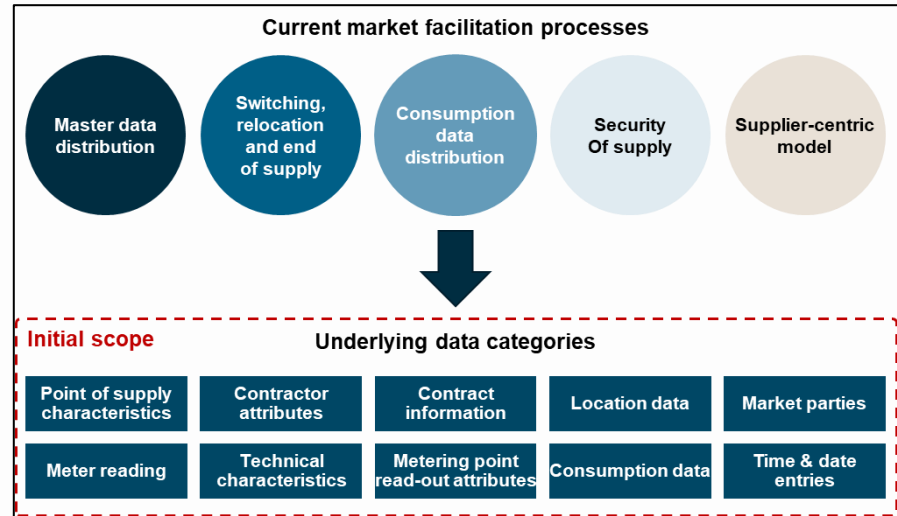 Current market facilitation processes
Master data
distribution
Switching,
relocation
and end
of supply
Consumption
data
distribution
Security
Of supply
Supplier-centric
model
Initial scope
Underlying data categories
Point of supply
characteristics
Contractor
attributes
Contract
information
Location data
Market parties
Meter reading
Technical
characteristics
Metering point
read-out attributes
Consumption data
Time & date
entries